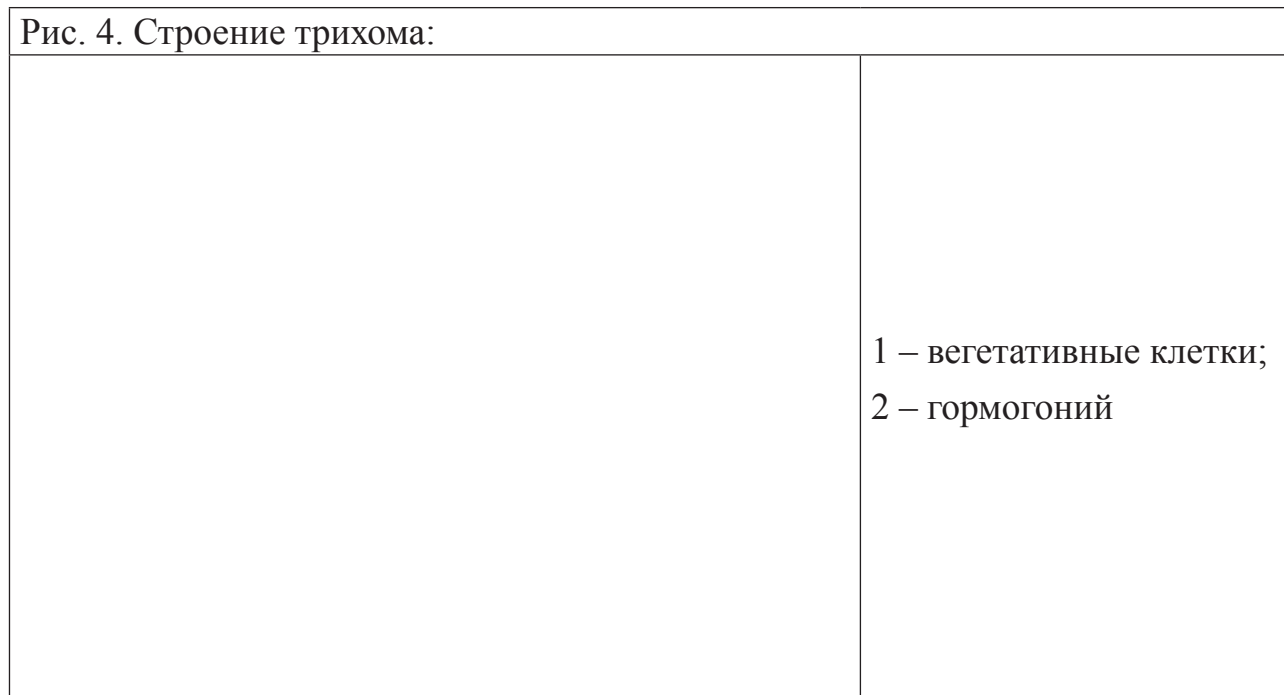 Рис. 4. Строение трихома:
1 – вегетативные клетки;
2 – гормогоний